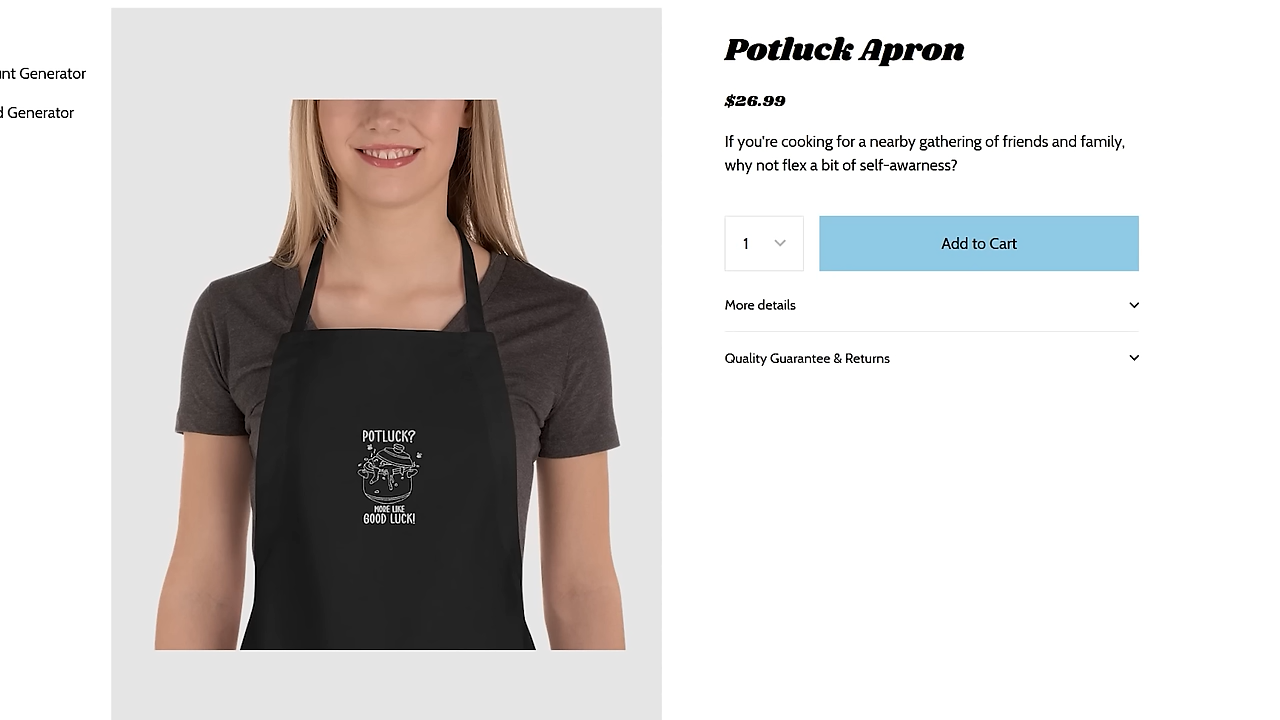 nt Generator
d Generator
POTLUCK?
MORE LIKE
GOOD LUCK!
Potluck Apron
$26.99
If you're cooking for a nearby gathering of friends and family,
why not flex a bit of self-awarness?
1
Add to Cart
More details
Quality Guarantee & Returns